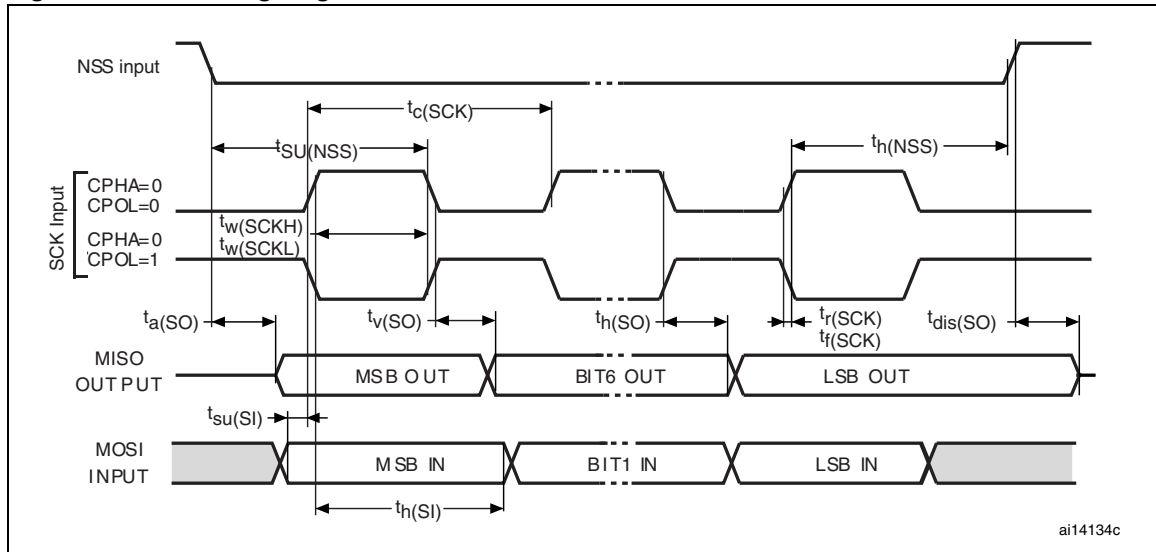 NSS input
tc(SCK)
tSU(NSS)
th(NSS)
SCK Input
CPHA=0
CPOL=0
tw(SCKH)
CPHA=0
tw(SCKL)
CPOL=1
ta(SO)
tv(SO)
th(SO)
tr(SCK)
tf(SCK)
tdis(SO)
MISO
OUTPUT
MSB OUT
BIT6 OUT
LSB OUT
tsu(SI)
MOSI
INPUT
MSB IN
BIT1 IN
LSB IN
th(SI)
ai14134c